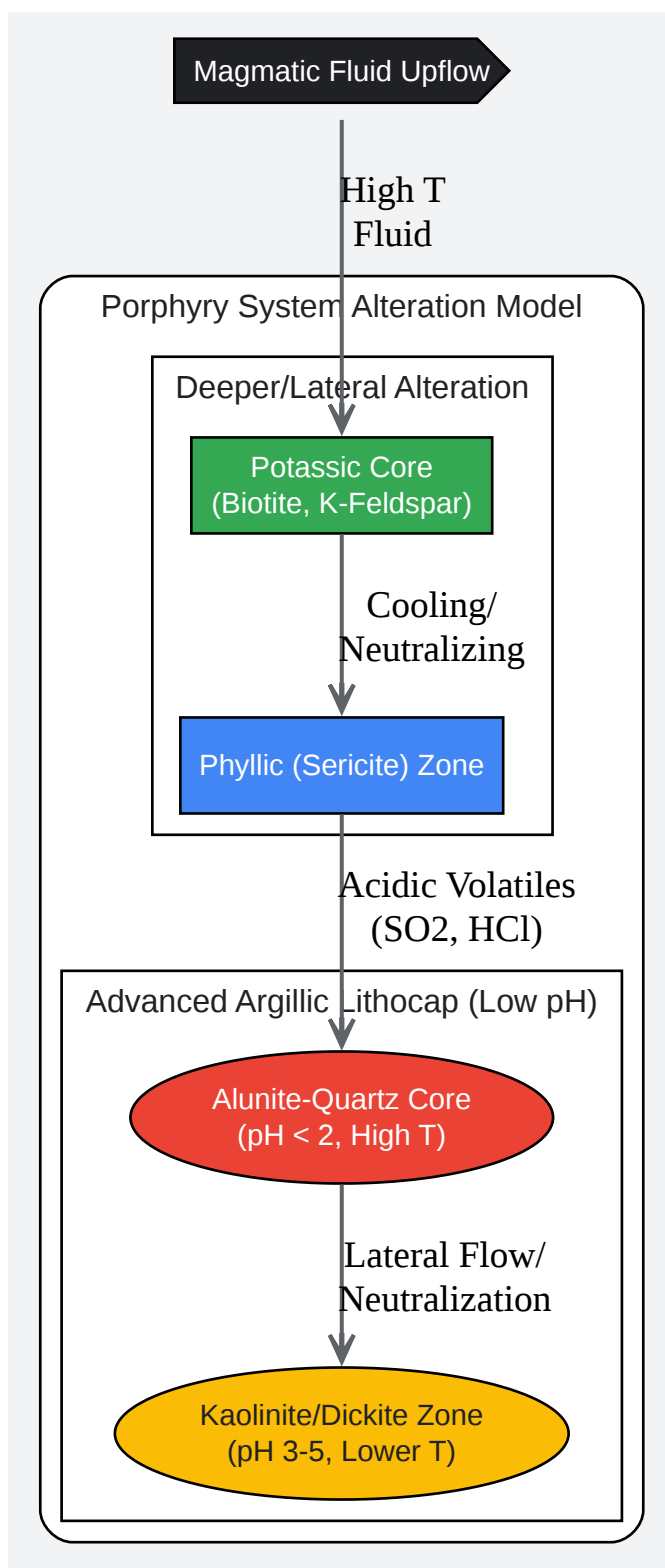 Magmatic Fluid Upflow
High T
Fluid
Porphyry System Alteration Model
Deeper/Lateral Alteration
Potassic Core
(Biotite, K-Feldspar)
Cooling/
Neutralizing
Phyllic (Sericite) Zone
Acidic Volatiles
(SO2, HCl)
Advanced Argillic Lithocap (Low pH)
Alunite-Quartz Core
(pH < 2, High T)
Lateral Flow/
Neutralization
Kaolinite/Dickite Zone
(pH 3-5, Lower T)